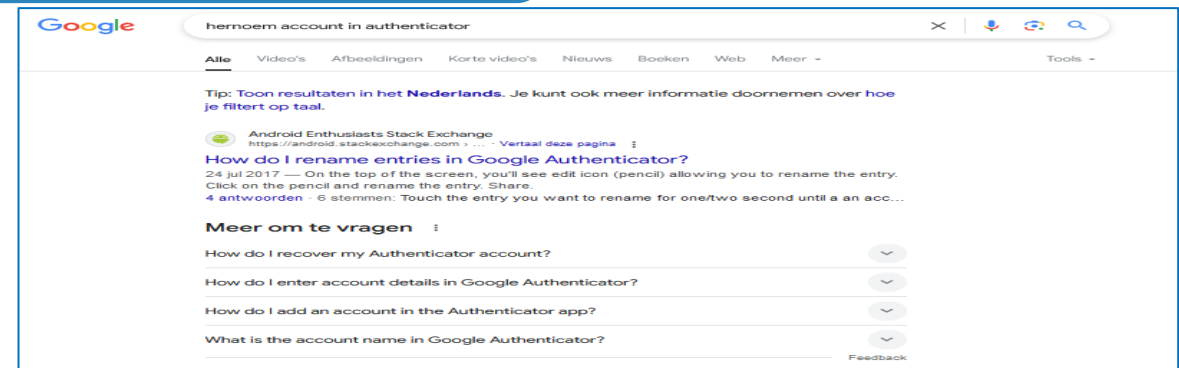 Google
hernoem account in authenticator
Alle Video's Afbeeldingen Korte video's Nieuws Boeken Web Meer Tools
Tip: Toon resultaten in het Nederlands. Je kunt ook meer informatie doornemen over hoe
je filtert op taal.
Android Enthusiasts Stack Exchange
https://android.stackexchange.com › ... · Vertaal deze pagina
How do I rename entries in Google Authenticator?
24 jul 2017 — On the top of the screen, you'll see edit icon (pencil) allowing you to rename the entry.
Click on the pencil and rename the entry. Share.
4 antwoorden · 6 stemmen: Touch the entry you want to rename for one/two second until a an acc...
Meer om te vragen
How do I recover my Authenticator account?
How do I enter account details in Google Authenticator?
How do I add an account in the Authenticator app?
What is the account name in Google Authenticator?
Feedback